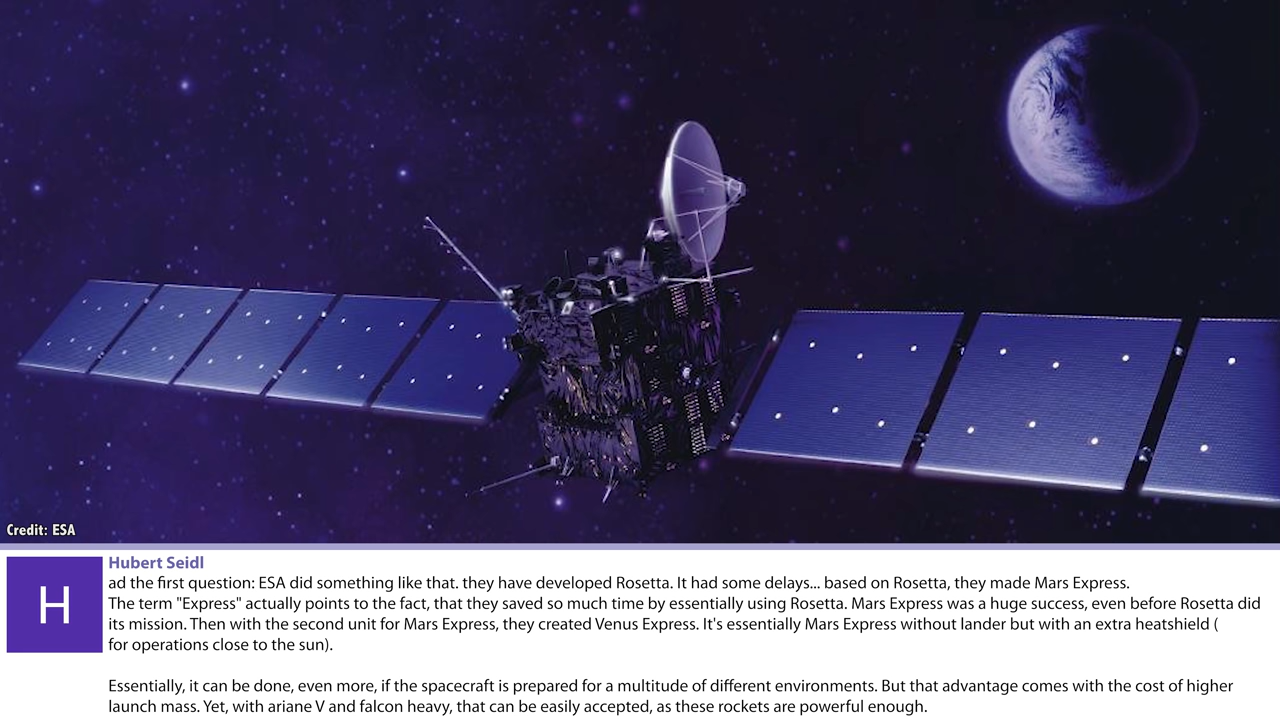 Credit: ESA
H
Hubert Seidl
ad the first question: ESA did something like that. they have developed Rosetta. It had some delays... based on Rosetta, they made Mars Express.
The term "Express" actually points to the fact, that they saved so much time by essentially using Rosetta. Mars Express was a huge success, even before Rosetta did
its mission. Then with the second unit for Mars Express, they created Venus Express. It's essentially Mars Express without lander but with an extra heatshield (
for operations close to the sun).
Essentially, it can be done, even more, if the spacecraft is prepared for a multitude of different environments. But that advantage comes with the cost of higher
launch mass. Yet, with ariane V and falcon heavy, that can be easily accepted, as these rockets are powerful enough.